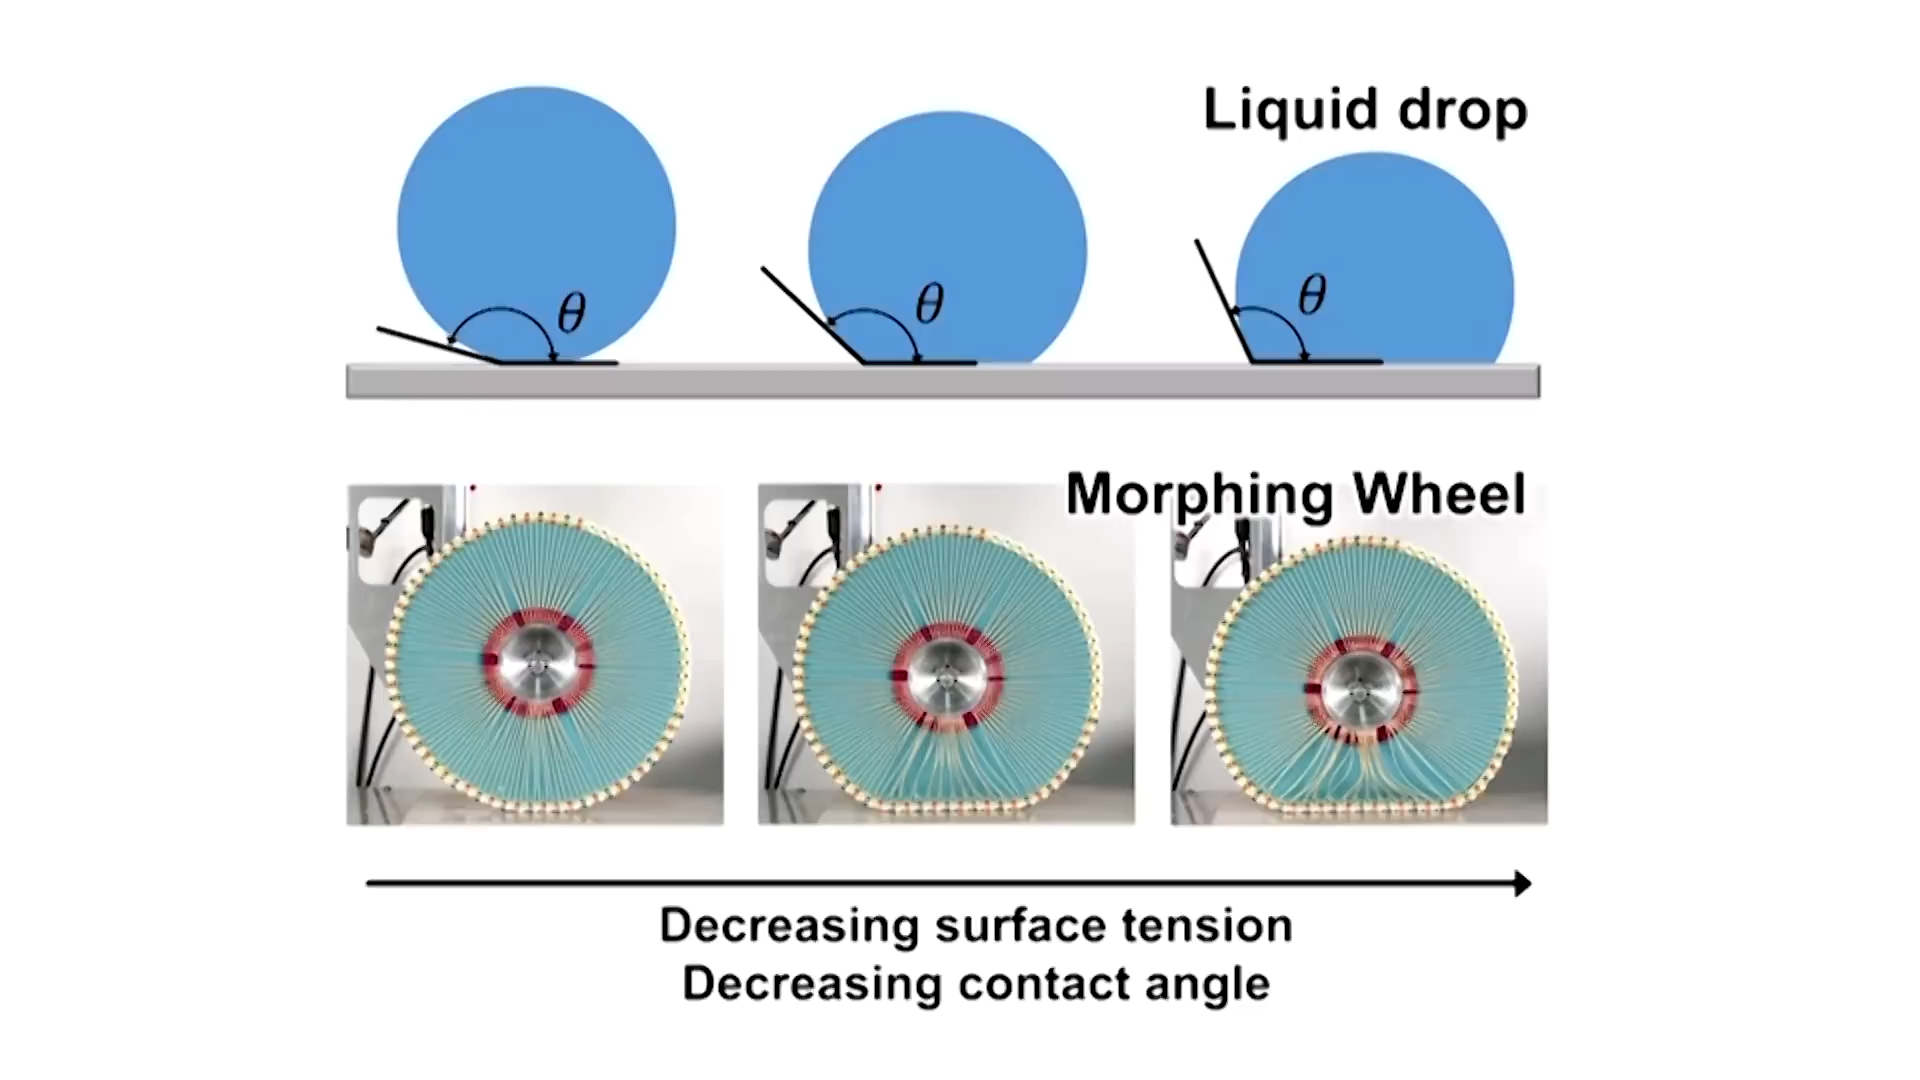 Liquid drop
θ
θ
θ
Morphing Wheel
Decreasing surface tension
Decreasing contact angle